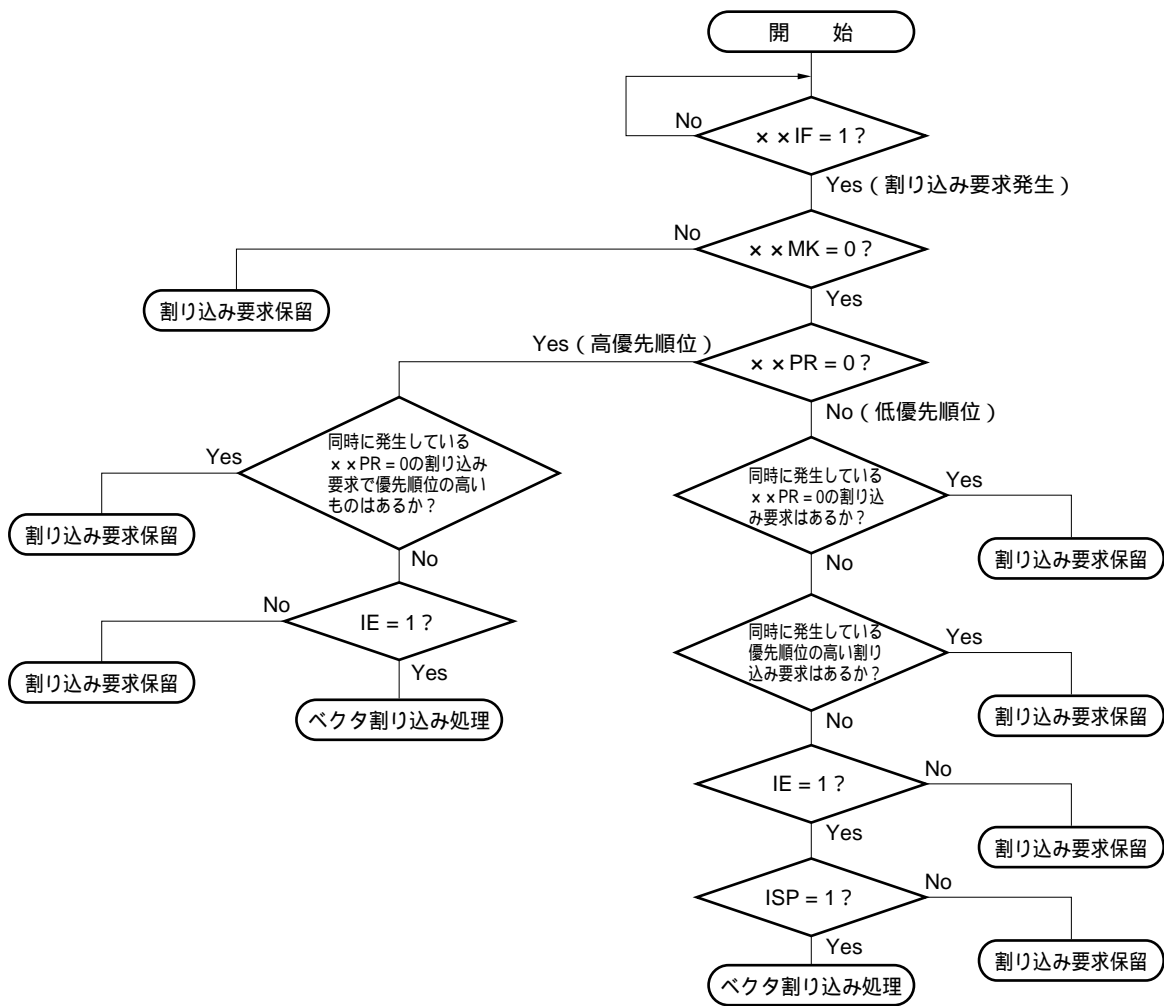 開　始
No
××IF = 1？
Yes（割り込み要求発生）
No
××MK = 0？
割り込み要求保留
Yes
Yes（高優先順位）
××PR = 0？
No（低優先順位）
Yes
同時に発生している
××PR = 0の割り込み
要求で優先順位の高い
ものはあるか？
割り込み要求保留
No
同時に発生している
××PR = 0の割り込
み要求はあるか？
Yes
割り込み要求保留
No
No
IE = 1？
割り込み要求保留
Yes
ベクタ割り込み処理
同時に発生している
優先順位の高い割り
込み要求はあるか？
Yes
割り込み要求保留
No
IE = 1？
No
割り込み要求保留
Yes
ISP = 1？
No
割り込み要求保留
Yes
ベクタ割り込み処理